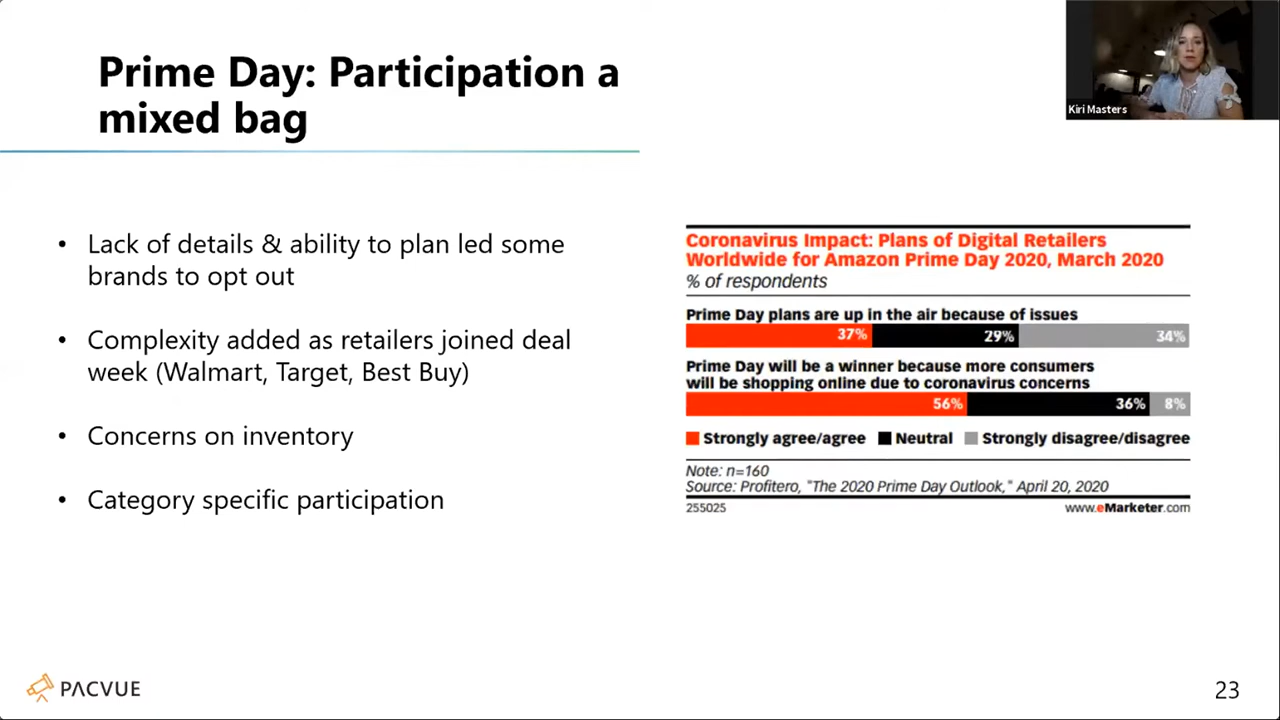 Prime Day: Participation a
mixed bag
Kiri Masters
• Lack of details & ability to plan led some
brands to opt out
• Complexity added as retailers joined deal
week (Walmart, Target, Best Buy)
• Concerns on inventory
• Category specific participation
Coronavirus Impact: Plans of Digital Retailers
Worldwide for Amazon Prime Day 2020, March 2020
% of respondents
Prime Day plans are up in the air because of issues
37% 29% 34%
Prime Day will be a winner because more consumers
will be shopping online due to coronavirus concerns
56% 36% 8%
Strongly agree/agree Neutral Strongly disagree/disagree
Note: n=160
Source: Profitero, "The 2020 Prime Day Outlook," April 20, 2020
255025 www.eMarketer.com
PACVUE
23